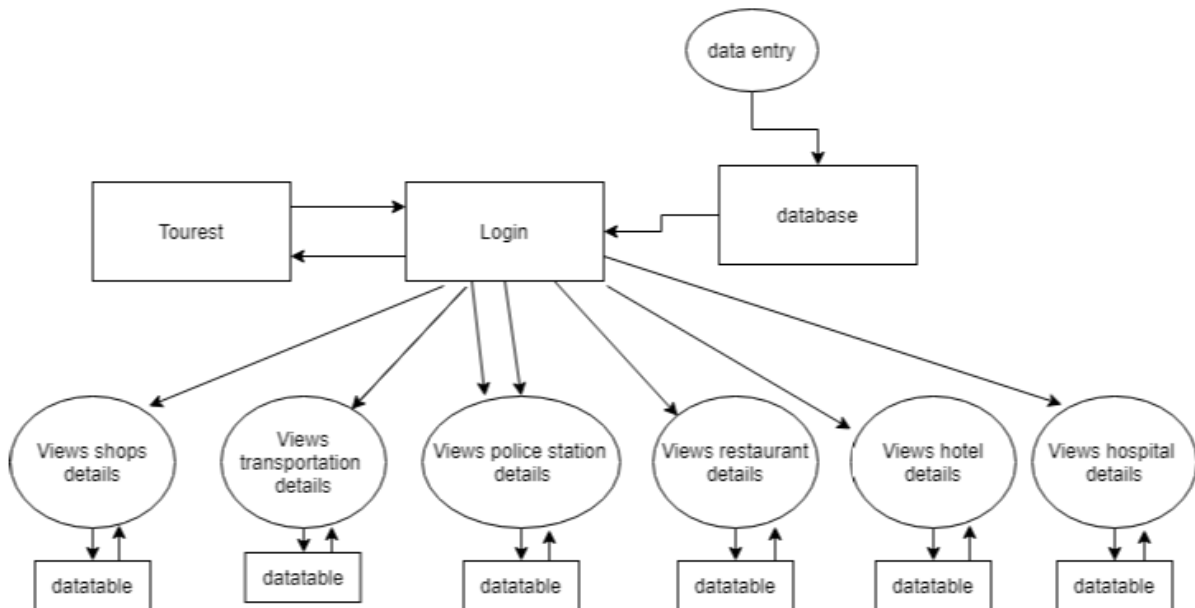 data entry
database
Tourest
Login
Views shops
details
Views
transportation
details
Views police station
details
Views restaurant
details
Views hotel
details
Views hospital
details
datatable
datatable
datatable
datatable
datatable
datatable